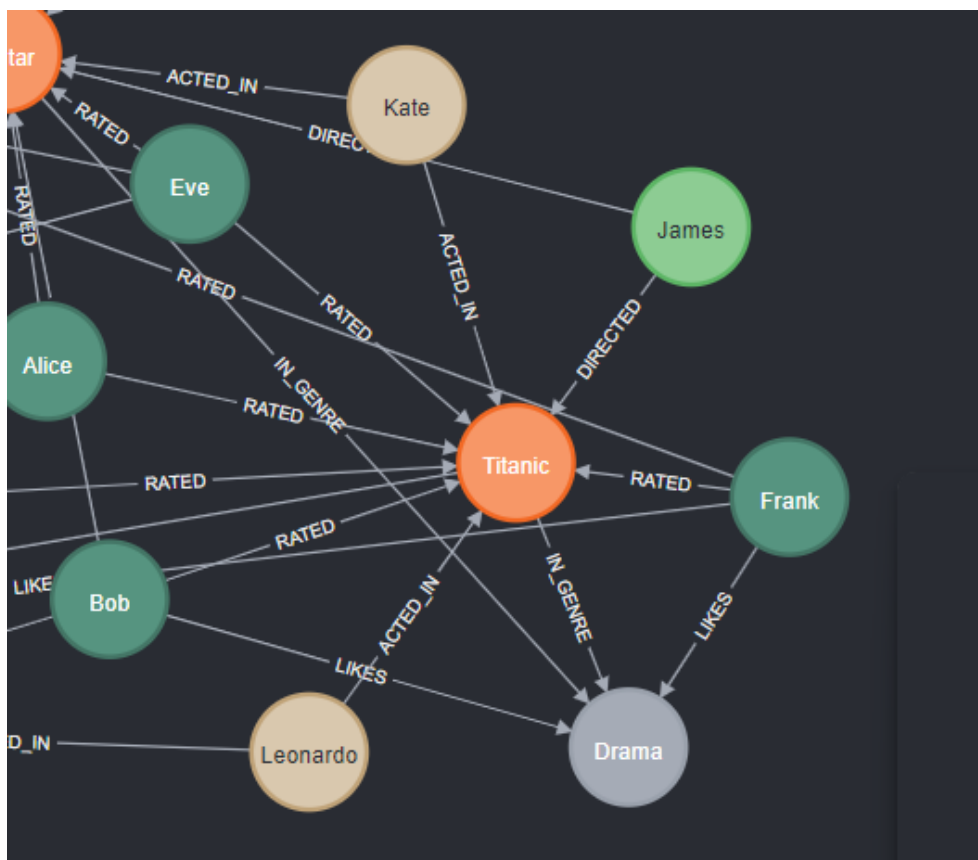 tar
ACTED_IN
Kate
RATED
DIREC
Eve
RATED
James
ACTED_IN
RATED
RATED
DIRECTED
Alice
IN_GENRE
RATED
Titanic
RATED
RATED
Frank
RATED
LIKE
Bob
IN_GENRE
ACTED_IN
LIKES
LIKES
D_IN
Leonardo
Drama